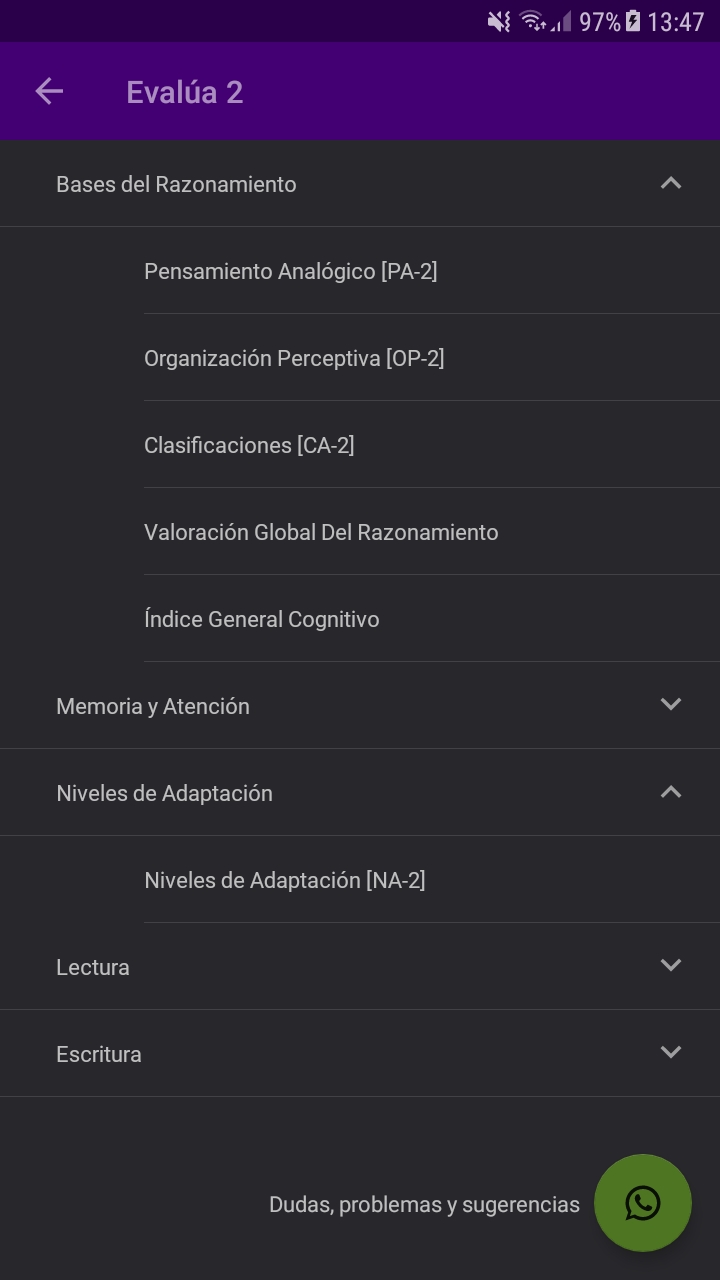 97% 13:47
Evalúa 2
Bases del Razonamiento
Pensamiento Analógico [PA-2]
Organización Perceptiva [OP-2]
Clasificaciones [CA-2]
Valoración Global Del Razonamiento
Índice General Cognitivo
Memoria y Atención
Niveles de Adaptación
Niveles de Adaptación [NA-2]
Lectura
Escritura
Dudas, problemas y sugerencias